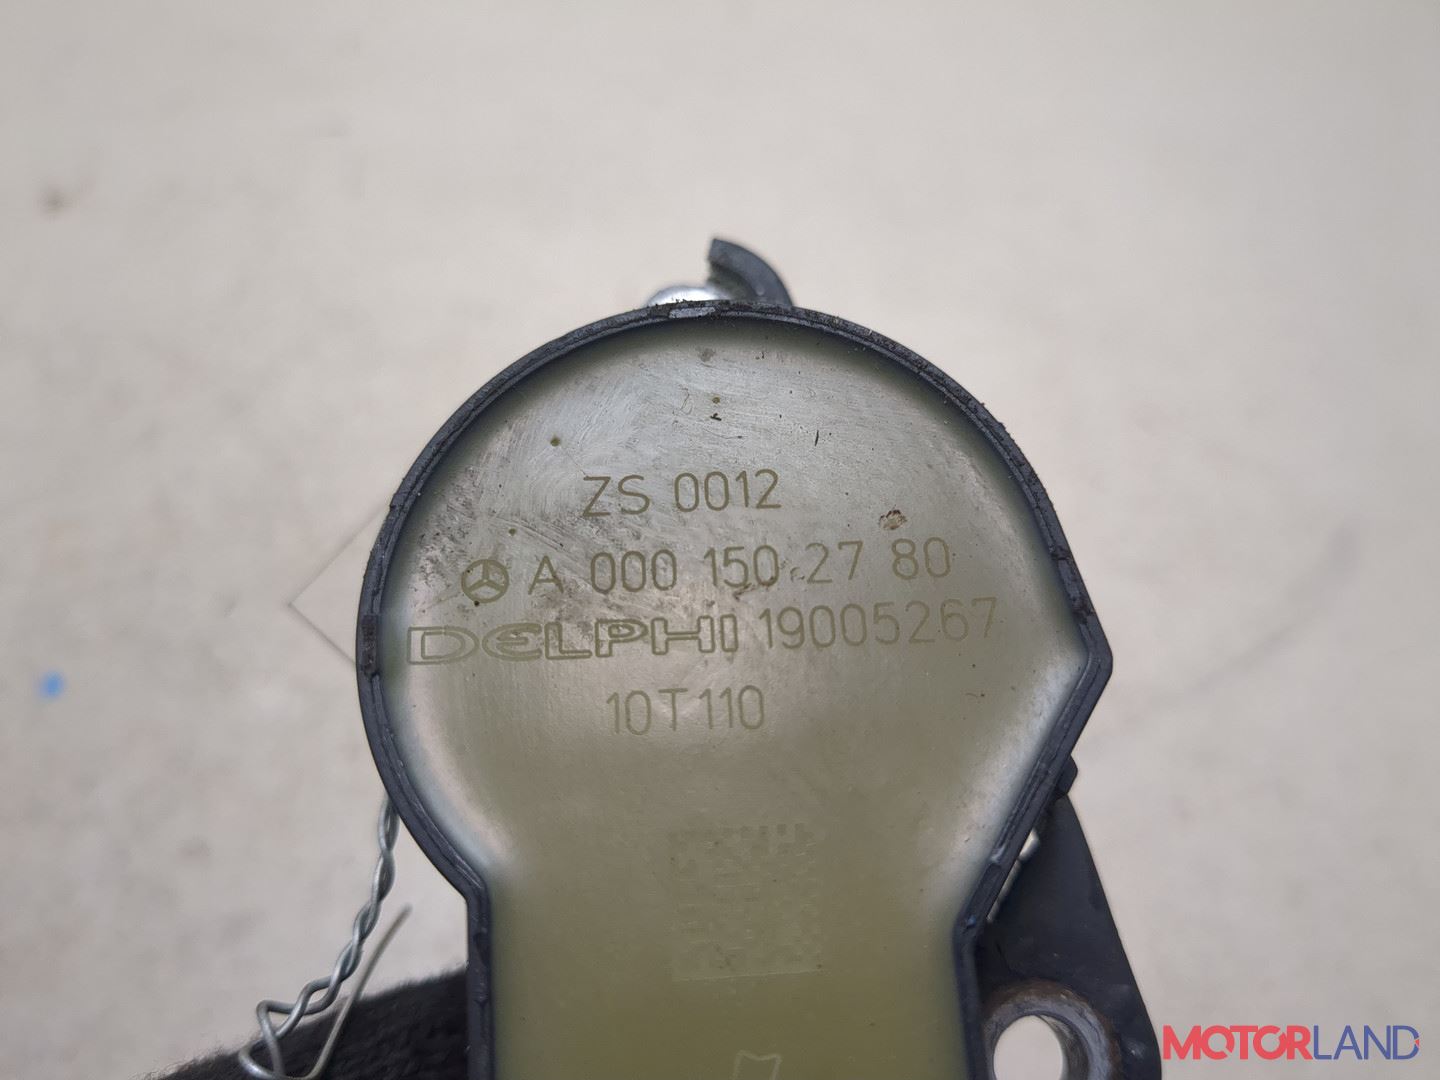 ZS 0012
A 000 150 27 80
DELPHI 19005267
10T110
MOTORLAND